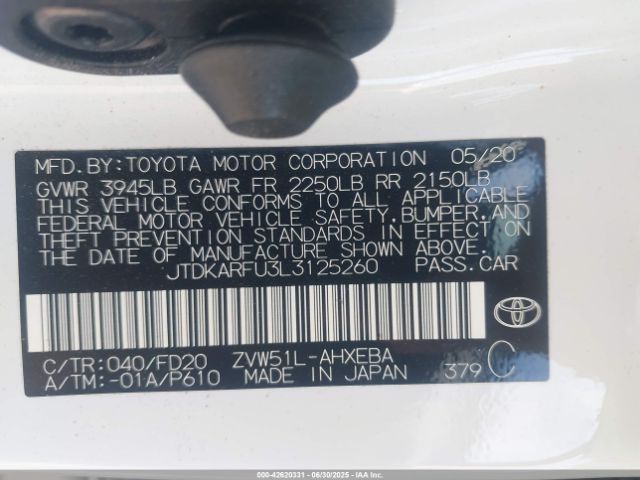 MFD.BY:TOYOTA MOTOR CORPORATION 05/20
GVWR 3945LB GAWR FR 2250LB RR 2150LB
THIS VEHICLE CONFORMS TO ALL APPLICABLE
FEDERAL MOTOR VEHICLE SAFETY,BUMPER,AND
THEFT PREVENTION STANDARDS IN EFFECT ON
THE DATE OF MANUFACTURE SHOWN ABOVE.
JTDKARFU3L3125260 PASS.CAR
C/TR:040/FD20 ZVW51L-AHXEBA
A/TM:-01A/P610 MADE IN JAPAN 379 C
000-42620331 - 06/30/2025 - IAAI.COM